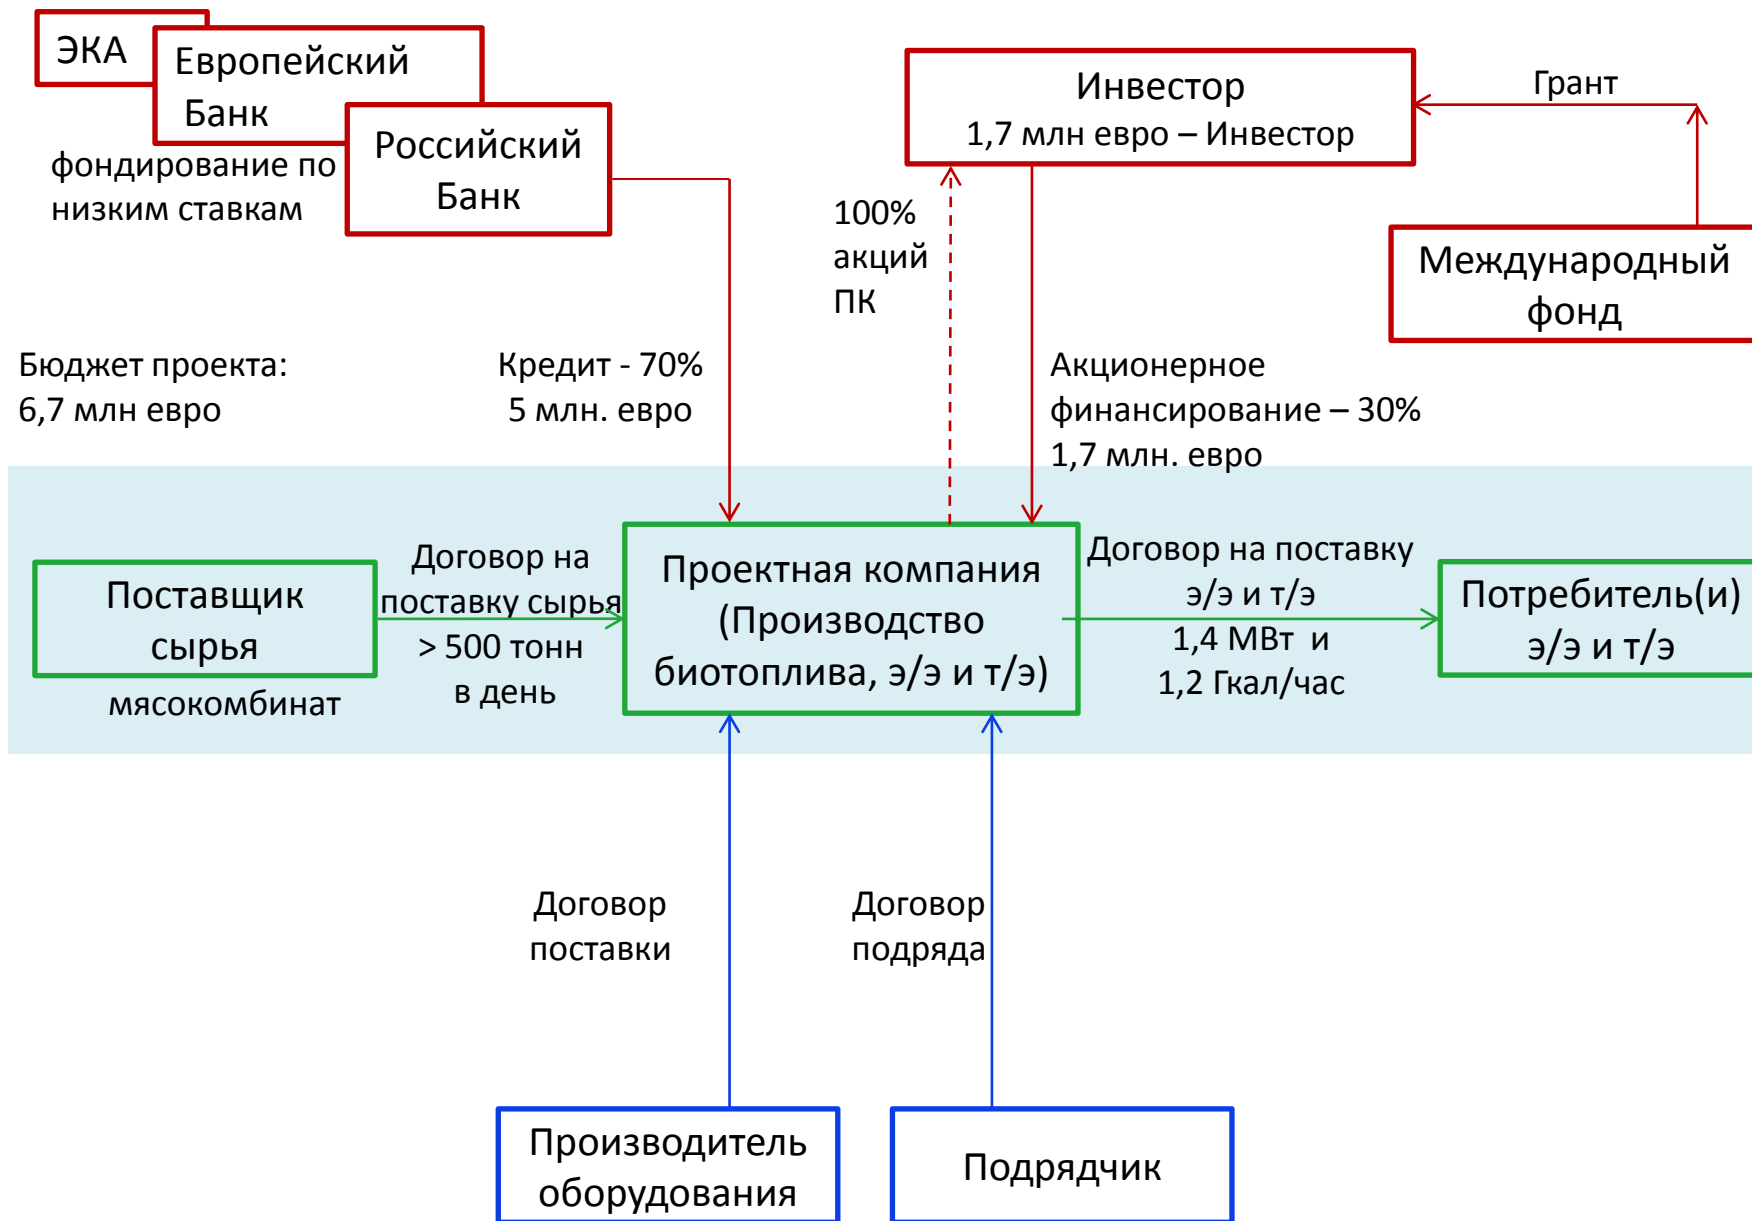 ЭКА
Европейский
Банк
Российский
Банк
фондирование по
низким ставкам
Инвестор
1,7 млн евро – Инвестор
Грант
Международный
фонд
100%
акций
ПК
Бюджет проекта:
6,7 млн евро
Кредит - 70%
5 млн. евро
Акционерное
финансирование – 30%
1,7 млн. евро
Поставщик
сырья
мясокомбинат
Договор на
поставку сырья
> 500 тонн
в день
Проектная компания
(Производство
биотоплива, э/э и т/э)
Договор на поставку
э/э и т/э
1,4 МВт и
1,2 Гкал/час
Потребитель(и)
э/э и т/э
Договор
поставки
Договор
подряда
Производитель
оборудования
Подрядчик